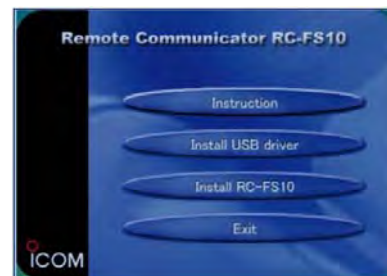 Remote Communicator RC-FS10
Instruction
Install USB driver
Install RC-FS10
Exit
ICOM